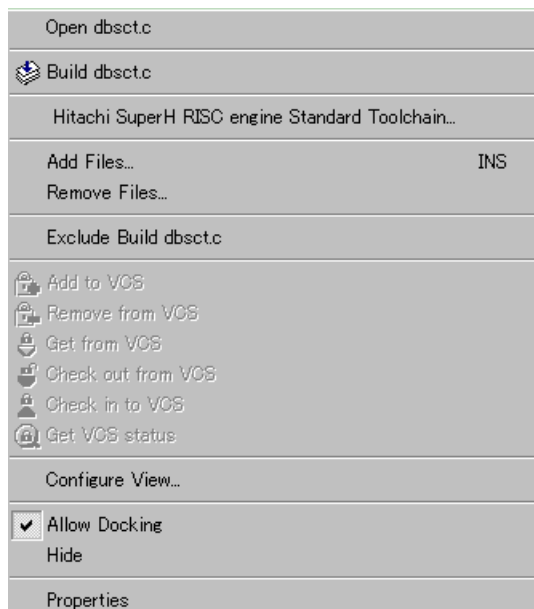 Open dbsct.c
Build dbsct.c
Hitachi SuperH RISC engine Standard Toolchain...
Add Files... INS
Remove Files...
Exclude Build dbsct.c
Add to VCS
Remove from VCS
Get from VCS
Check out from VCS
Check in to VCS
Get VCS status
Configure View...
Allow Docking
Hide
Properties